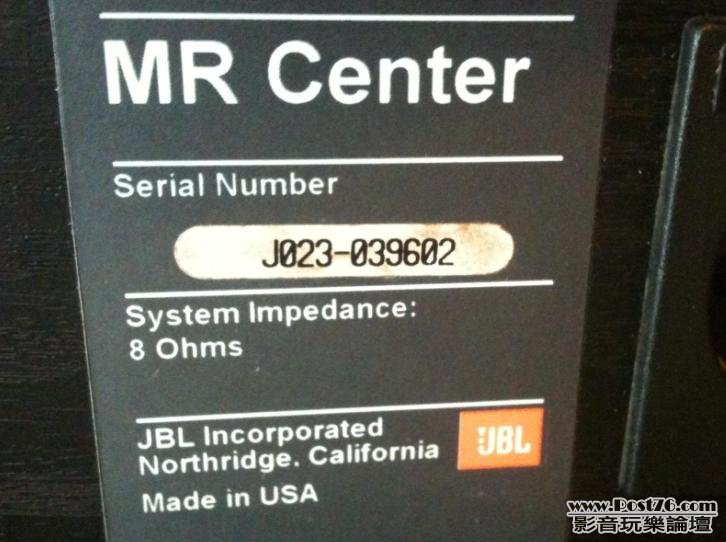 MR Center
Serial Number
J023-039602
System Impedance:
8 Ohms
JBL Incorporated
Northridge. California
JBL
Made in USA
www.Post76.com
影音玩樂論壇